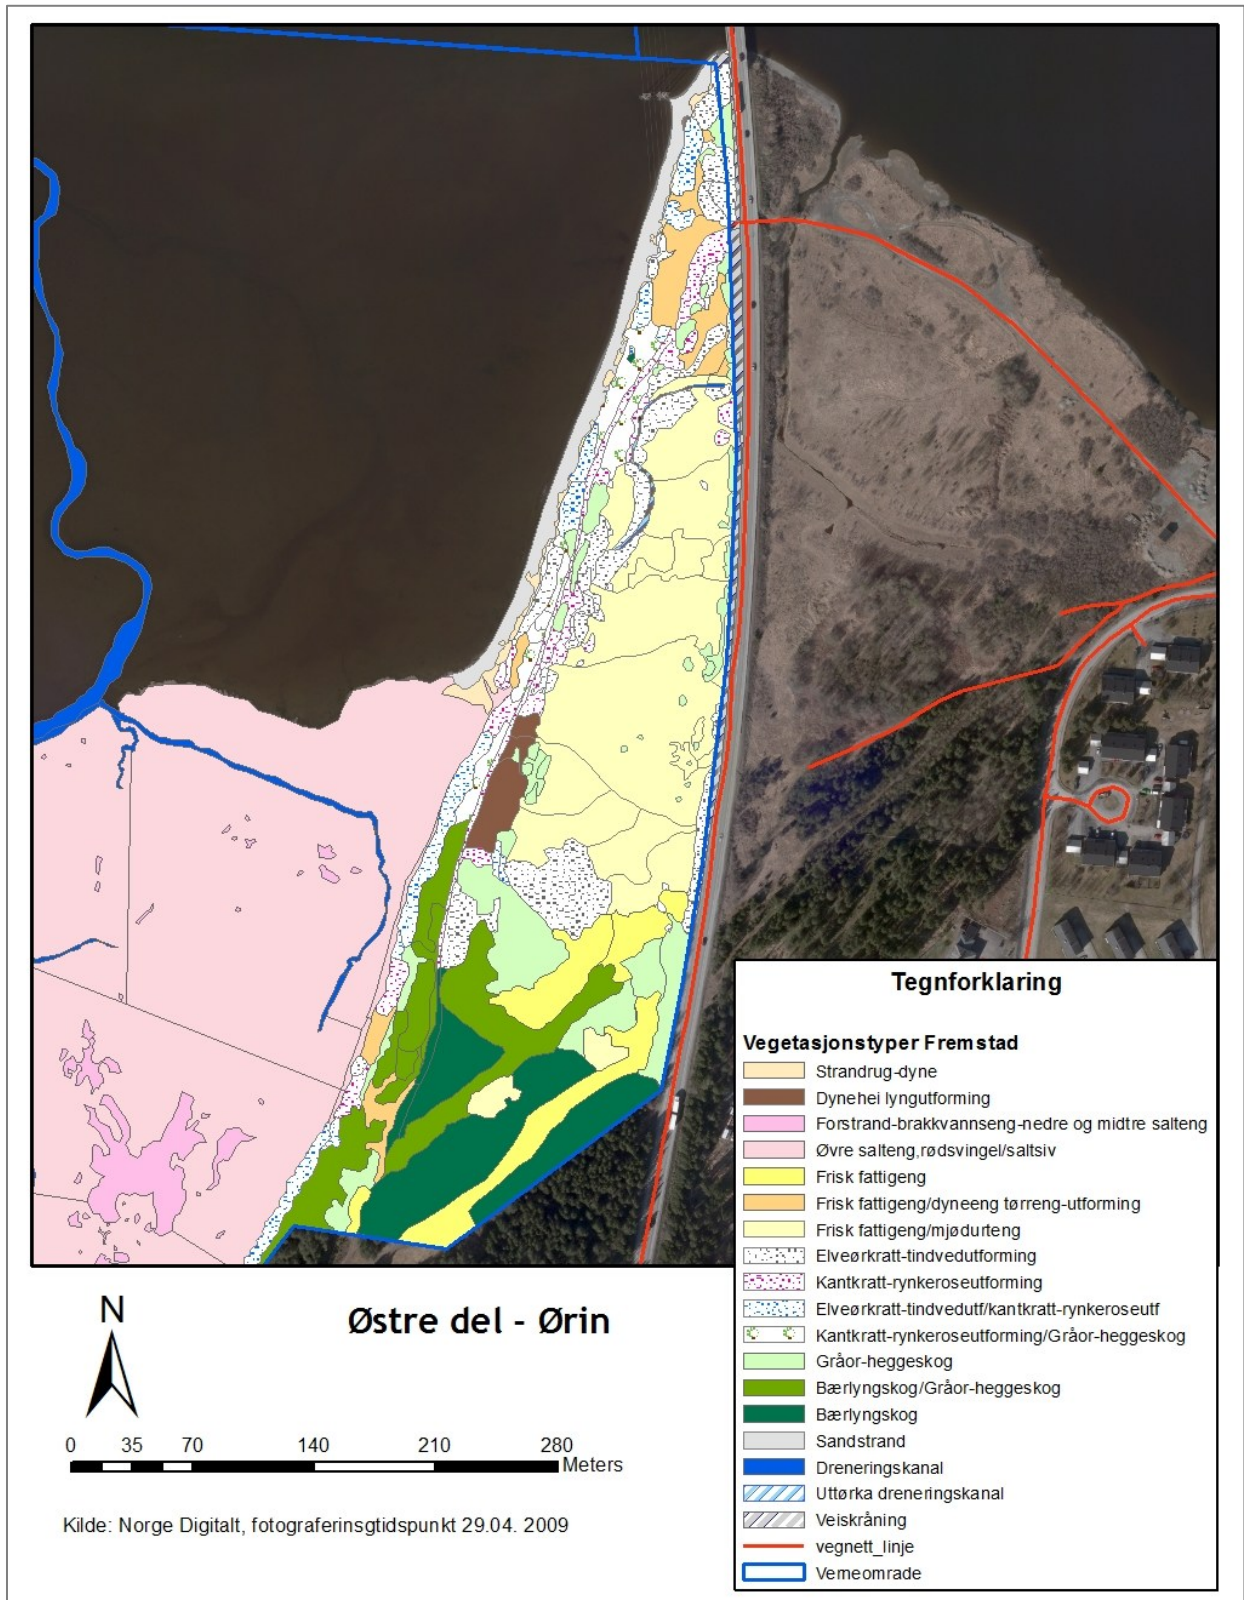 Tegnforklaring
Vegetasjonstyper Fremstad
Strandrug-dyne
Dynehei lyngutforming
Forstrand-brakkvannseng-nedre og midtre salteng
Øvre salteng,rødsvingel/saltsiv
Frisk fattigeng
Frisk fattigeng/dyneeng tørreng-utforming
Frisk fattigeng/mjødurteng
Elveørkratt-tindvedutforming
Kantkratt-rynkeroseutforming
Elveørkratt-tindvedutf/kantkratt-rynkeroseutf
Kantkratt-rynkeroseutforming/Gråor-heggeskog
Gråor-heggeskog
Bærlyngskog/Gråor-heggeskog
Bærlyngskog
Sandstrand
Dreneringskanal
Uttørka dreneringskanal
Veiskråning
vegnett_linje
Verneområde
N
Østre del - Ørin
0 35 70 140 210 280
Meters
Kilde: Norge Digitalt, fotograferinsgtidspunkt 29.04. 2009